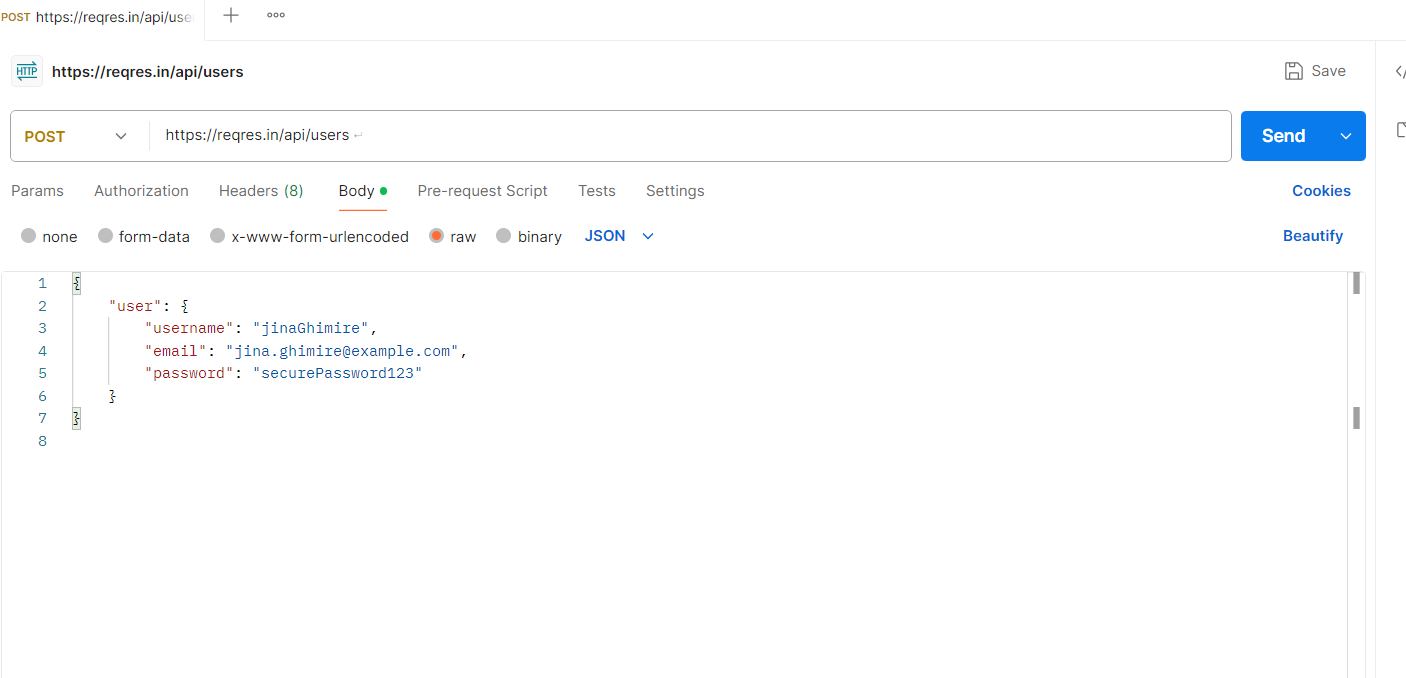 POST https://reqres.in/api/use
HTTP https://reqres.in/api/users
Save
POST https://reqres.in/api/users
Send
Params Authorization Headers (8) Body Pre-request Script Tests Settings Cookies
none form-data x-www-form-urlencoded raw binary JSON Beautify
1 {
2 "user": {
3 "username": "jinaGhimire",
4 "email": "jina.ghimire@example.com",
5 "password": "securePassword123"
6 }
7 }
8